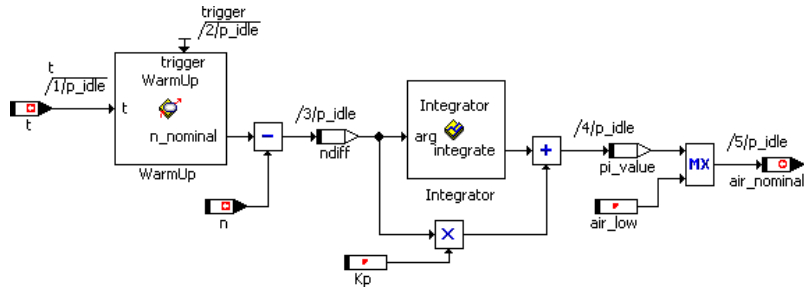 trigger
/2/p_idle
t
/1/p_idle
trigger
WarmUp
t
t
n_nominal
WarmUp
−
/3/p_idle
ndiff
n
Integrator
arg
integrate
Integrator
+
/4/p_idle
pi_value
MX
/5/p_idle
air_nominal
air_low
×
Kp